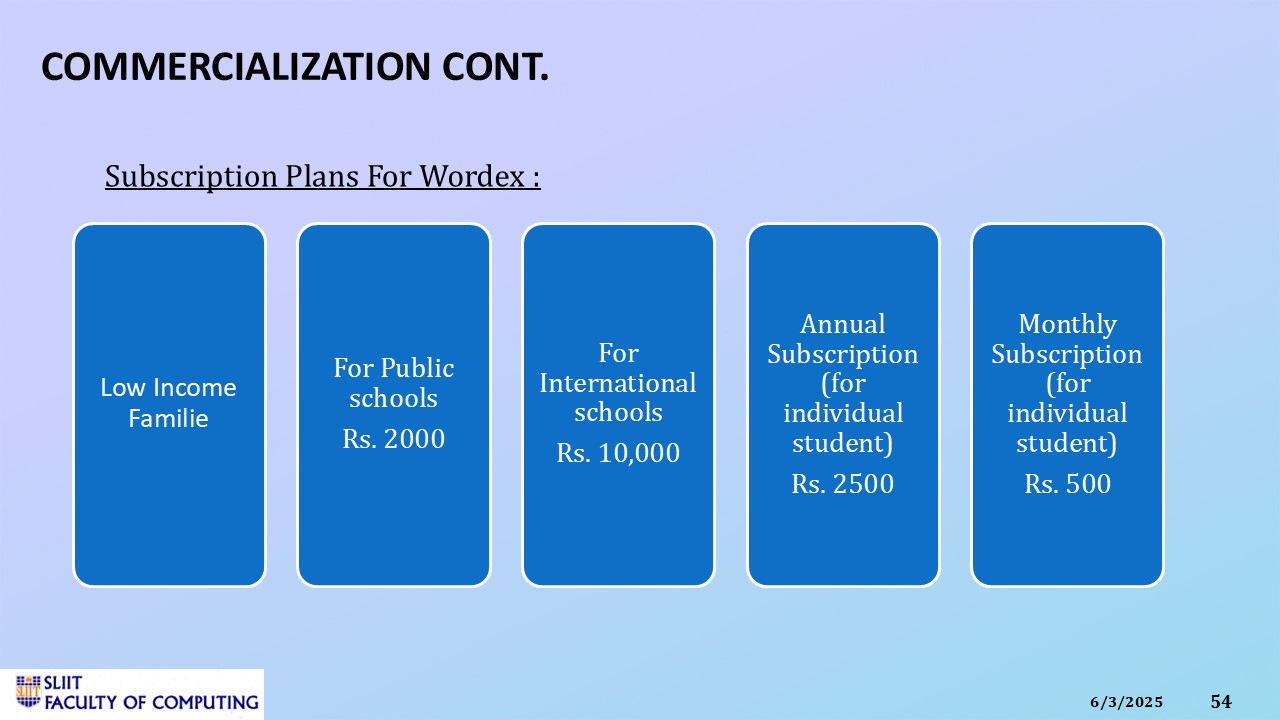 COMMERCIALIZATION CONT.
Subscription Plans For Wordex :
Low Income
Familie
For Public
schools
Rs. 2000
For
International
schools
Rs. 10,000
Annual
Subscription
(for
individual
student)
Rs. 2500
Monthly
Subscription
(for
individual
student)
Rs. 500
SLIIT
SLIIT
FACULTY OF COMPUTING
6/3/2025
54